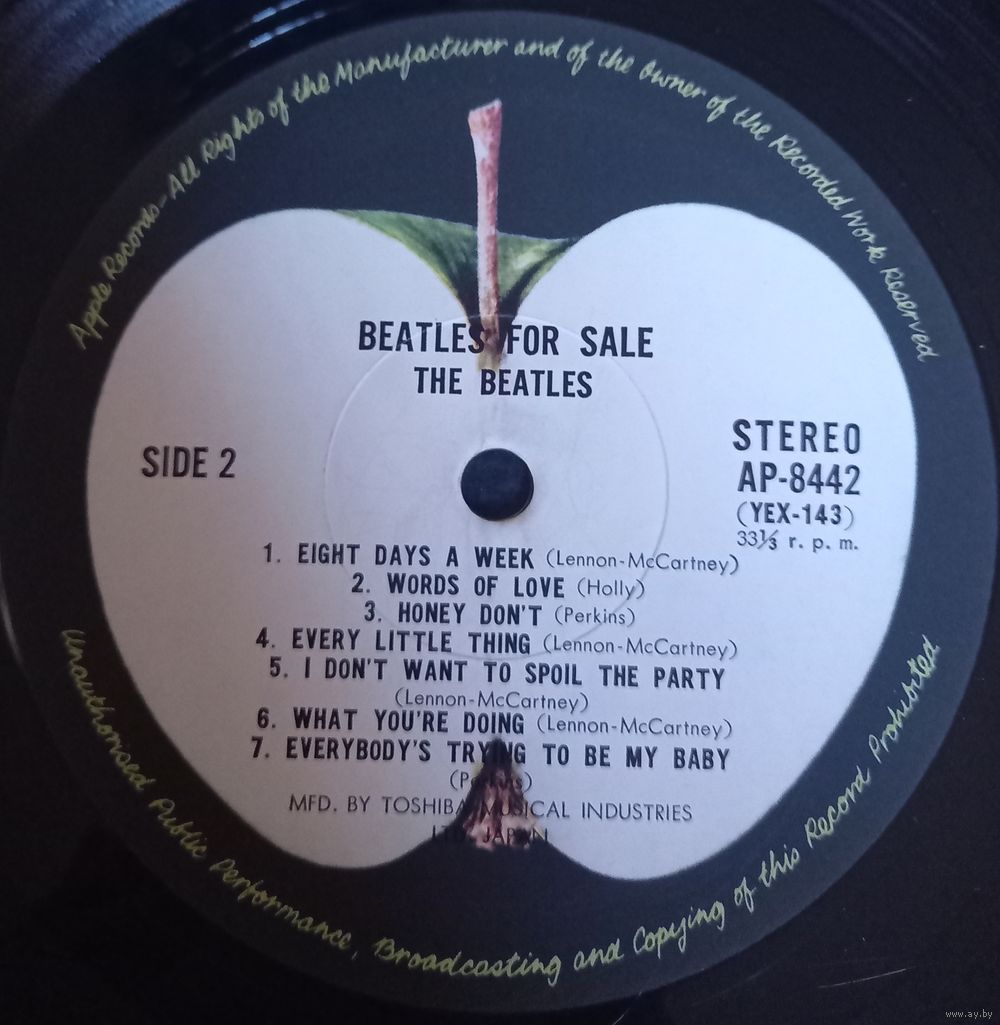 Apple Records-All Rights of the Manufacturer and of the Owner of the Recorded Work Reserved
BEATLES FOR SALE
THE BEATLES
SIDE 2
STEREO
AP-8442
(YEX-143)
33⅓ r. p. m.
1. EIGHT DAYS A WEEK (Lennon-McCartney)
2. WORDS OF LOVE (Holly)
3. HONEY DON'T (Perkins)
4. EVERY LITTLE THING (Lennon-McCartney)
5. I DON'T WANT TO SPOIL THE PARTY
(Lennon-McCartney)
6. WHAT YOU'RE DOING (Lennon-McCartney)
7. EVERYBODY'S TRYING TO BE MY BABY
(Perkins)
MFD. BY TOSHIBA MUSICAL INDUSTRIES
LTD. JAPAN
Unauthorised Public Performance, Broadcasting and Copying of this Record Prohibited
www.ay.by